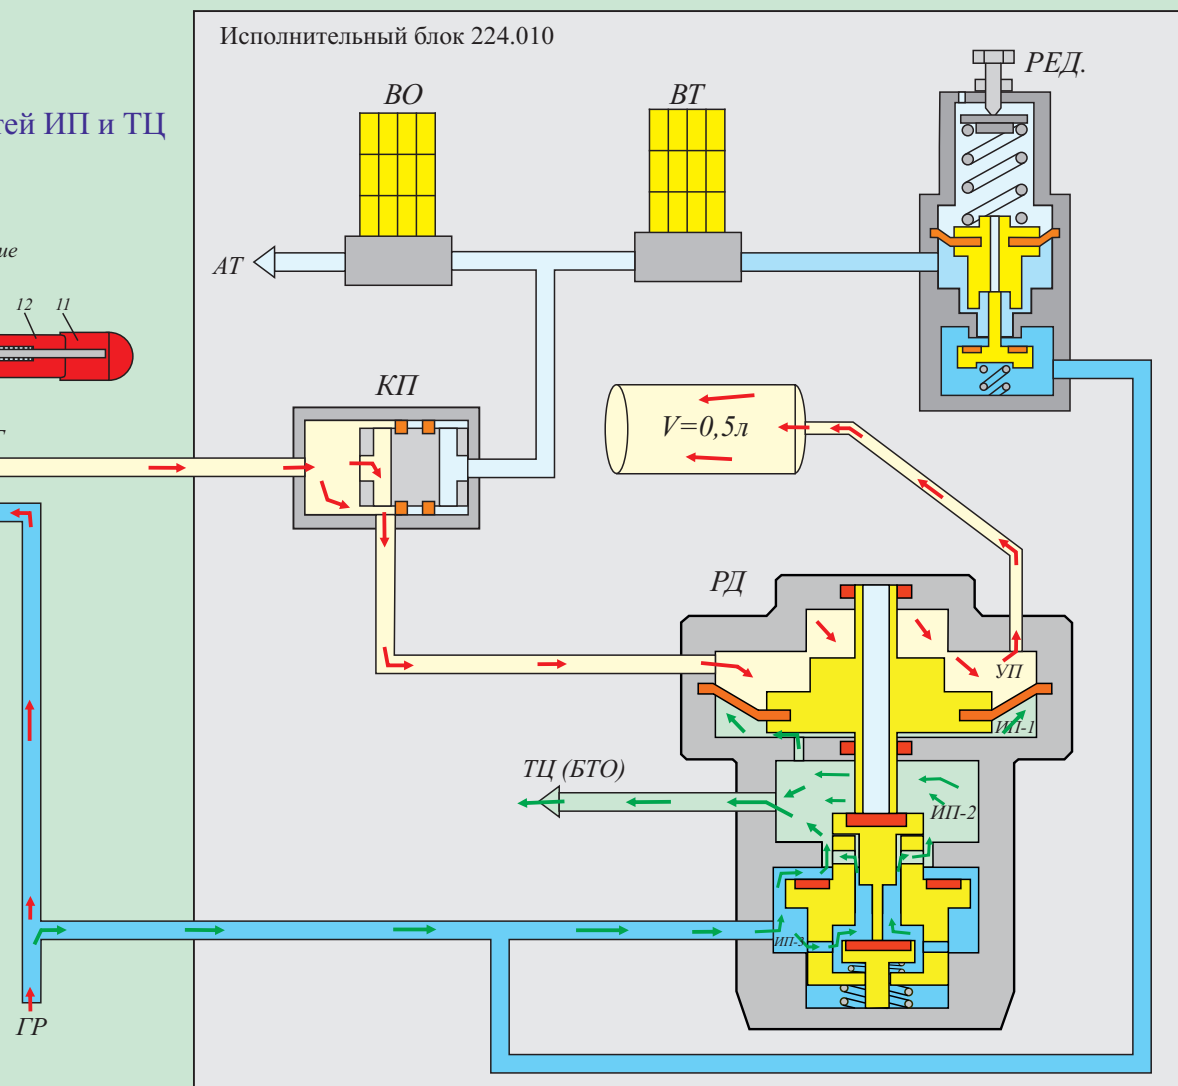 Исполнительный блок 224.010
РЕД.
ВО
ВТ
тей ИП и ТЦ
АТ
12 11
КП
V=0,5л
РД
УП
ИП-1
ТЦ (БТО)
ИП-2
ИП-3
ГР